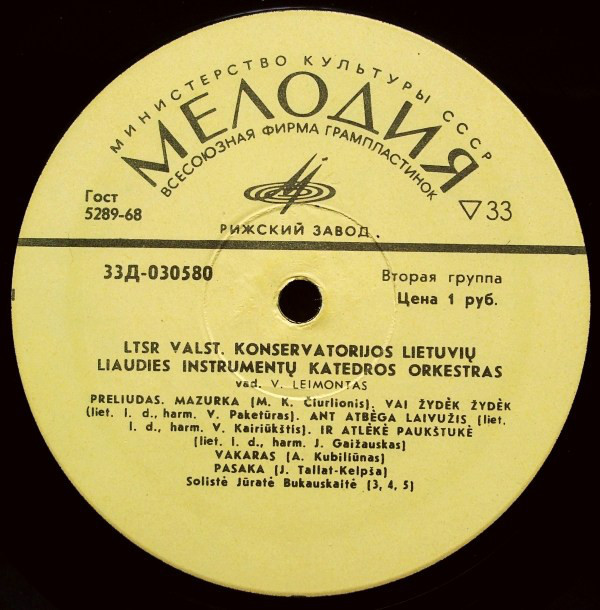 МИНИСТЕРСТВО КУЛЬТУРЫ СССР
МЕЛОДИЯ
ВСЕСОЮЗНАЯ ФИРМА ГРАМПЛАСТИНОК
Гост
5289-68
▽33
РИЖСКИЙ ЗАВОД.
33Д-030580
Вторая группа
Цена 1 руб.
LTSR VALST. KONSERVATORIJOS LIETUVIŲ
LIAUDIES INSTRUMENTŲ KATEDROS ORKESTRAS
vad. V. LEIMONTAS
PRELIUDAS. MAZURKA (M. K. Čiurlionis). VAI ŽYDĖK ŽYDĖK
(liet. l. d., harm. V. Paketūras). ANT ATBĖGA LAIVUŽIS (liet.
l. d., harm. V. Kairiūkštis). IR ATLĖKĖ PAUKŠTUKĖ
(liet. l. d., harm. J. Gaižauskas)
VAKARAS (A. Kubiliūnas)
PASAKA (J. Tallat-Kelpša)
Solistė Jūratė Bukauskaitė (3, 4, 5)